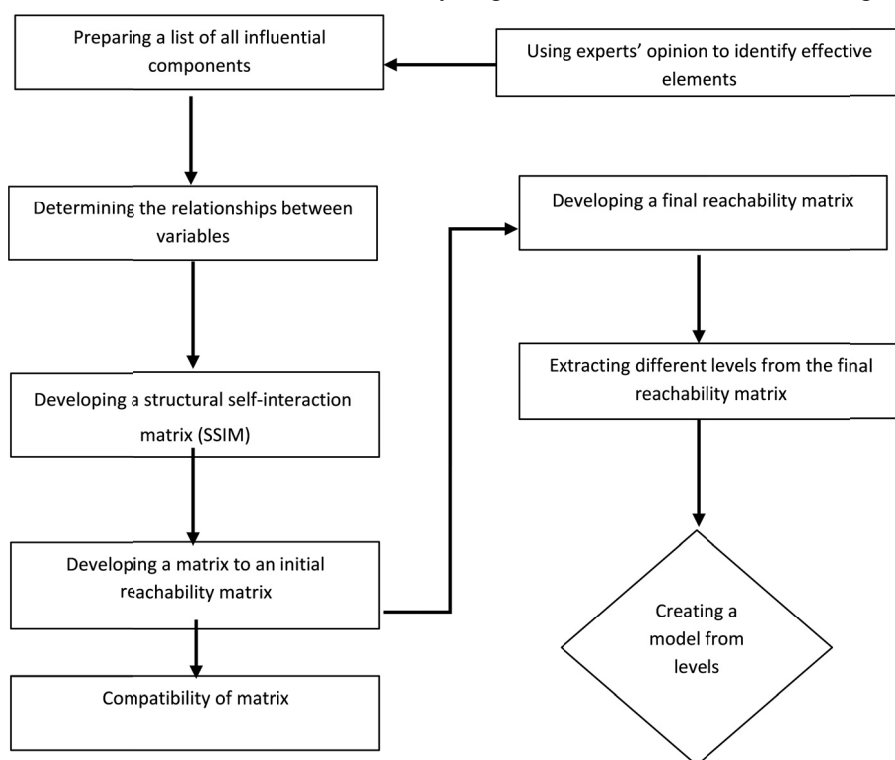 Preparing a list of all influential
components
Using experts' opinion to identify effective
elements
Determining the relationships between
variables
Developing a structural self-interaction
matrix (SSIM)
Developing a matrix to an initial
reachability matrix
Compatibility of matrix
Developing a final reachability matrix
Extracting different levels from the final
reachability matrix
Creating a
model from
levels